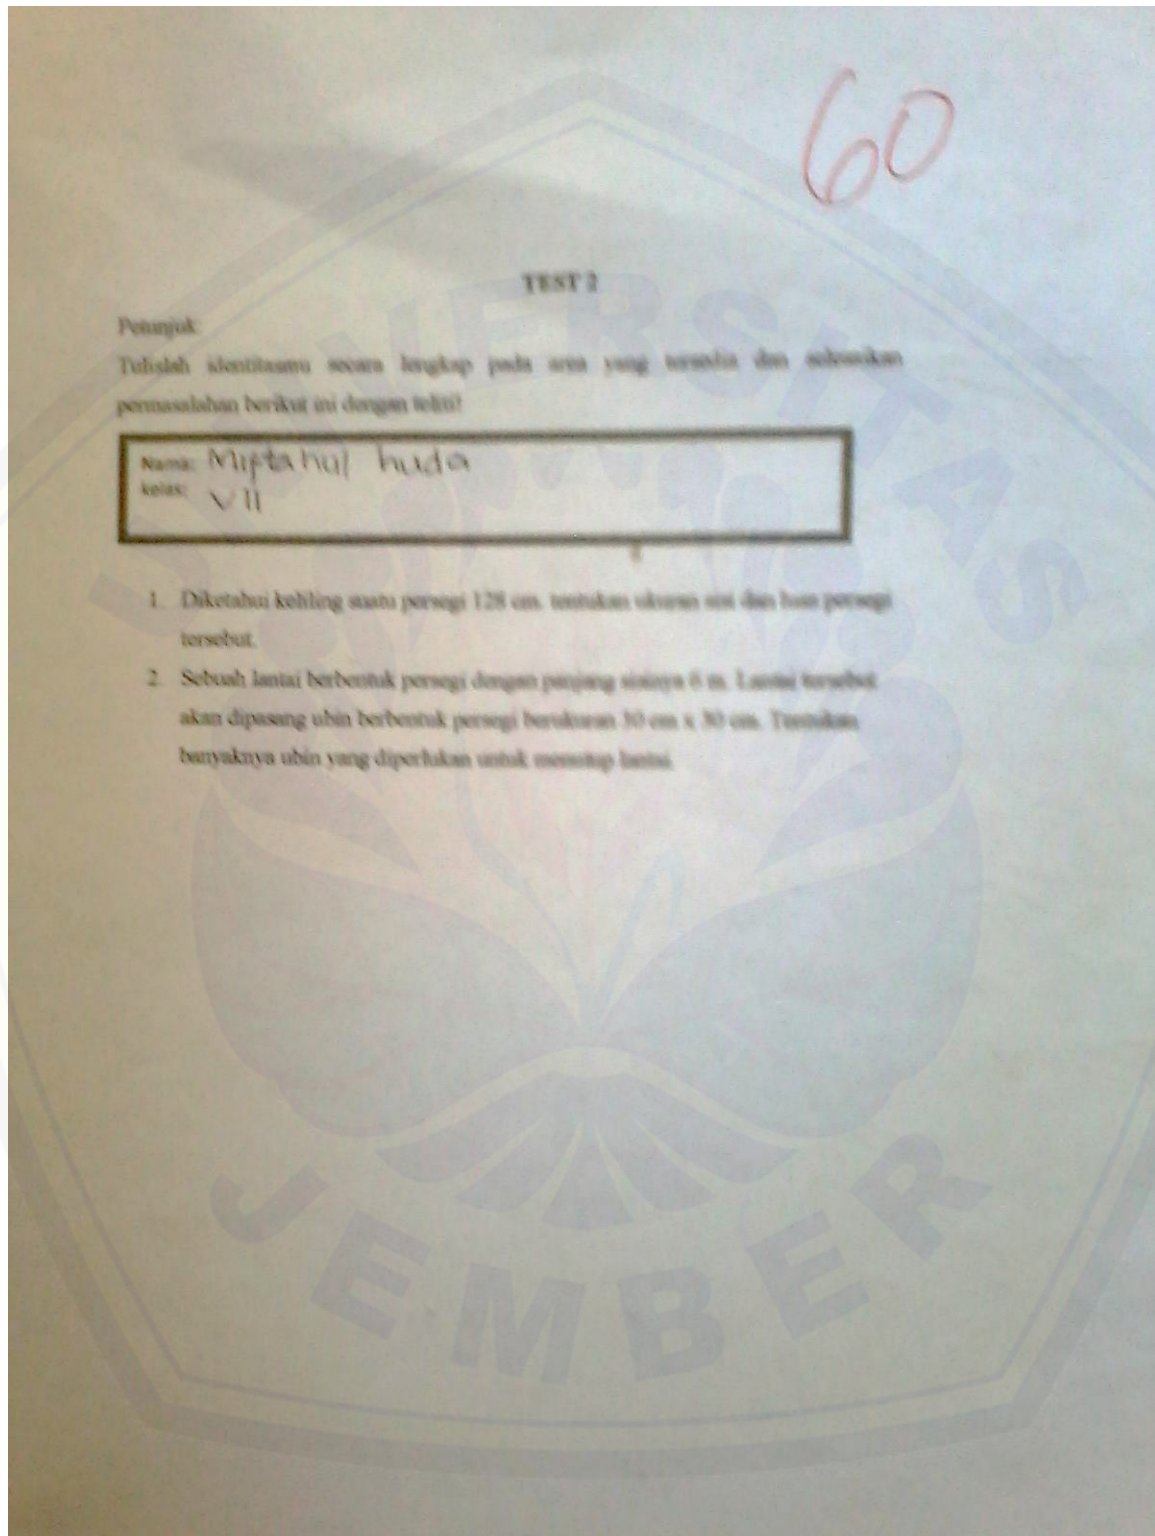 60
TEST 2
Petunjuk:
Tulislah identitasmu secara lengkap pada area yang tersedia dan selesaikan
permasalahan berikut ini dengan teliti!
Nama: Miftahul huda
kelas: VII
1. Diketahui keliling suatu persegi 128 cm. tentukan ukuran sisi dan luas persegi
tersebut.
2. Sebuah lantai berbentuk persegi dengan panjang sisinya 6 m. Lantai tersebut
akan dipasang ubin berbentuk persegi berukuran 30 cm x 30 cm. Tentukan
banyaknya ubin yang diperlukan untuk menutup lantai.
UNIVERSITAS
JEMBER